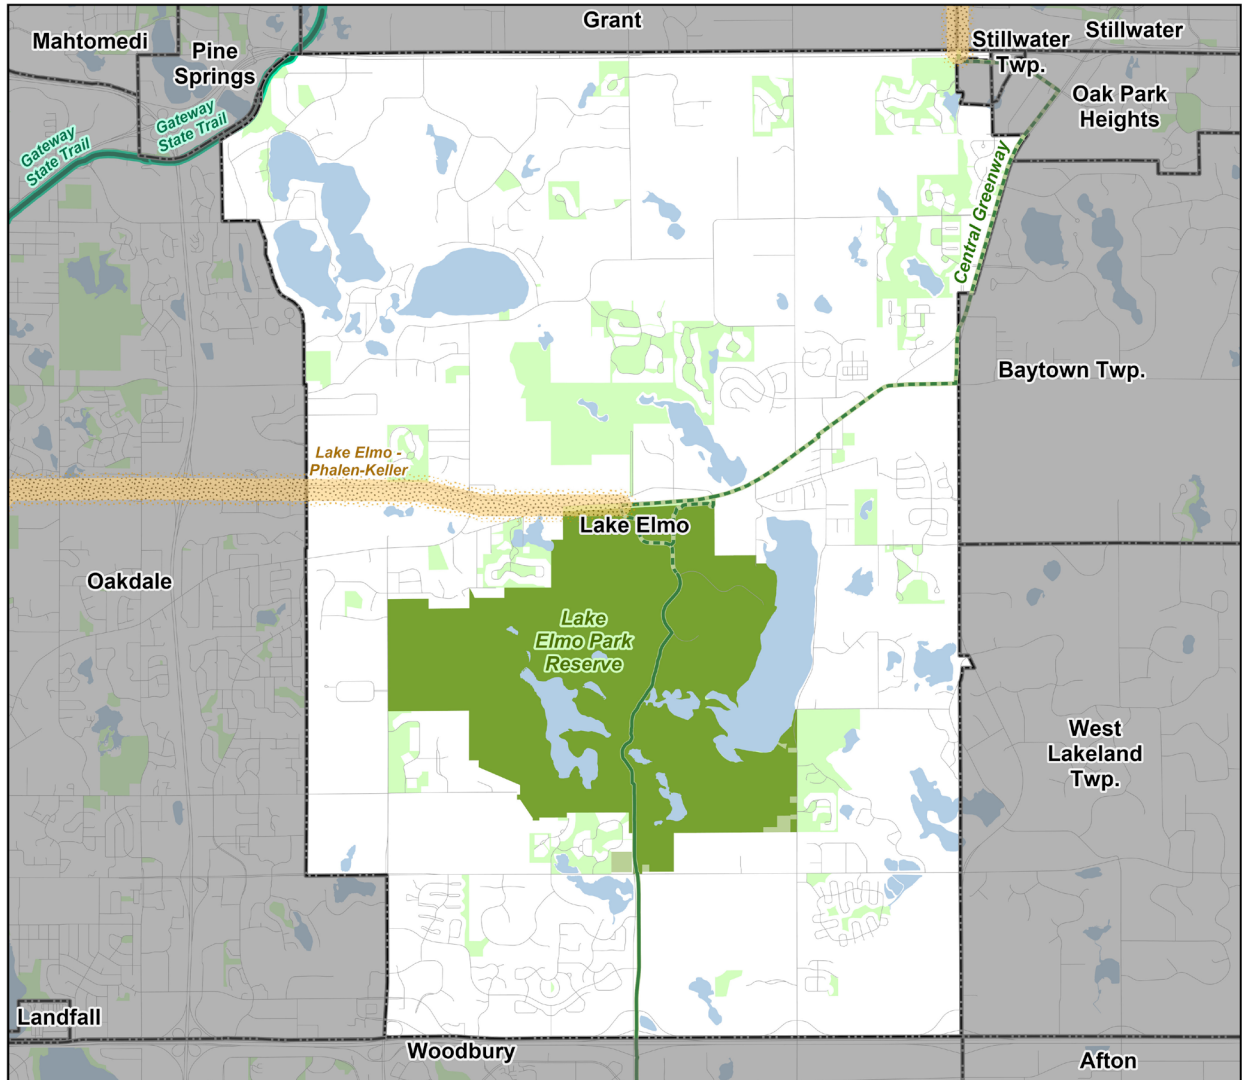 Grant
Stillwater
Mahtomedi
Pine
Springs
Stillwater
Twp.
Oak Park
Heights
Gateway
State Trail
Gateway
State Trail
Central Greenway
Baytown Twp.
Lake Elmo -
Phalen-Keller
Lake Elmo
Oakdale
Lake
Elmo Park
Reserve
West
Lakeland
Twp.
Landfall
Woodbury
Afton